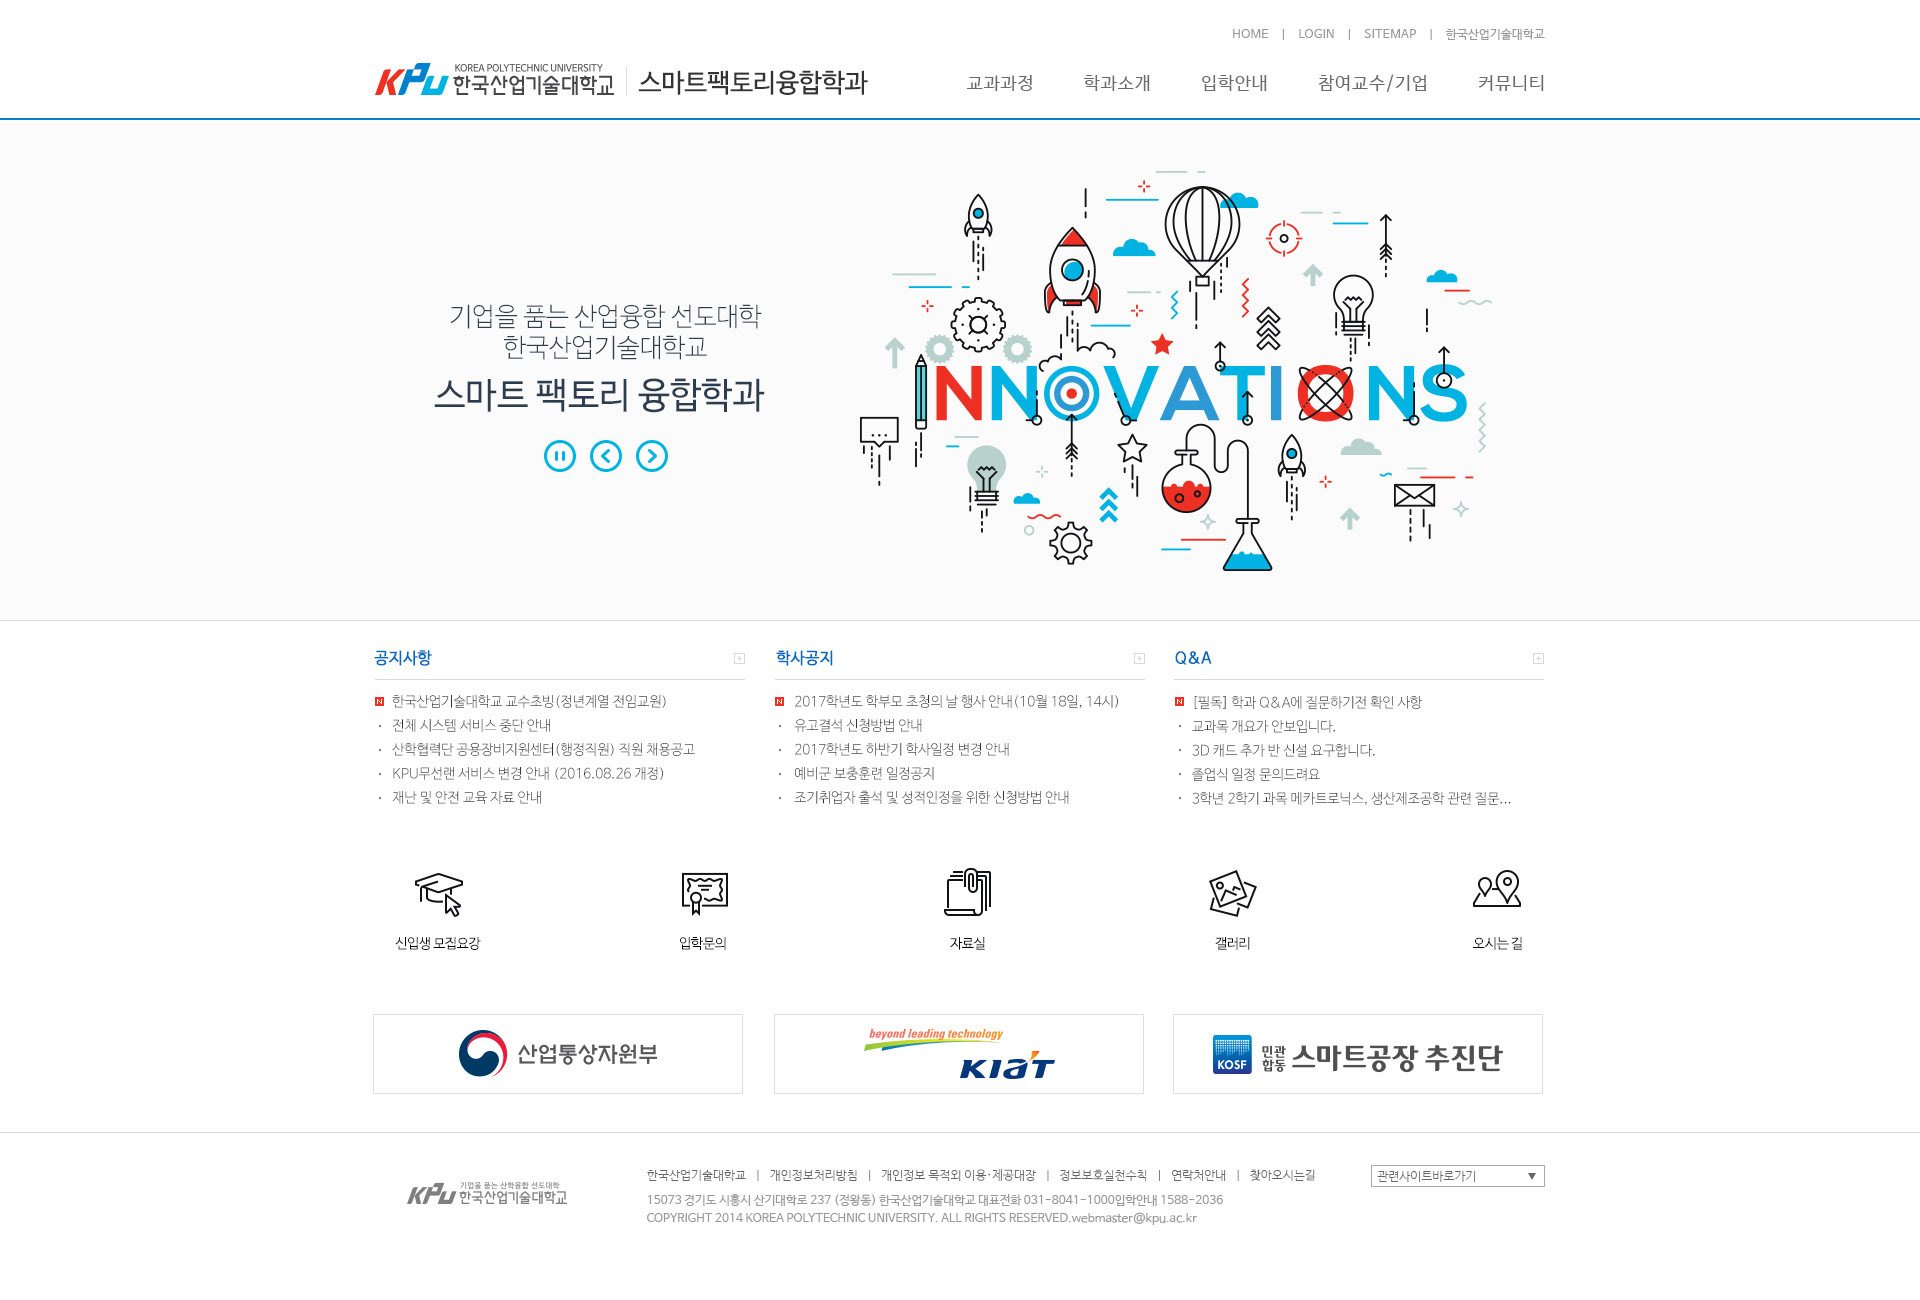 HOME | LOGIN | SITEMAP | 한국산업기술대학교
KPU KOREA POLYTECHNIC UNIVERSITY
한국산업기술대학교 | 스마트팩토리융합학과
교과과정 학과소개 입학안내 참여교수/기업 커뮤니티
기업을 품는 산업융합 선도대학
한국산업기술대학교
스마트 팩토리 융합학과
INNOVATIONS
공지사항
N 한국산업기술대학교 교수초빙(정년계열 전임교원)
· 전체 시스템 서비스 중단 안내
· 산학협력단 공용장비지원센터(행정직원) 직원 채용공고
· KPU무선랜 서비스 변경 안내 (2016.08.26 개정)
· 재난 및 안전 교육 자료 안내
학사공지
N 2017학년도 학부모 초청의 날 행사 안내(10월 18일, 14시)
· 유고결석 신청방법 안내
· 2017학년도 하반기 학사일정 변경 안내
· 예비군 보충훈련 일정공지
· 조기취업자 출석 및 성적인정을 위한 신청방법 안내
Q&A
N [필독] 학과 Q&A에 질문하기전 확인 사항
· 교과목 개요가 안보입니다.
· 3D 캐드 추가 반 신설 요구합니다.
· 졸업식 일정 문의드려요
· 3학년 2학기 과목 메카트로닉스, 생산제조공학 관련 질문...
신입생 모집요강
입학문의
자료실
갤러리
오시는 길
산업통상자원부
beyond leading technology
KIAT
KOSF 민관합동 스마트공장 추진단
KPU 기업을 품는 산학융합 선도대학
한국산업기술대학교
한국산업기술대학교 | 개인정보처리방침 | 개인정보 목적외 이용·제공대장 | 정보보호실천수칙 | 연락처안내 | 찾아오시는길
15073 경기도 시흥시 산기대학로 237 (정왕동) 한국산업기술대학교 대표전화 031-8041-1000입학안내 1588-2036
COPYRIGHT 2014 KOREA POLYTECHNIC UNIVERSITY. ALL RIGHTS RESERVED.webmaster@kpu.ac.kr
관련사이트바로가기 ▼